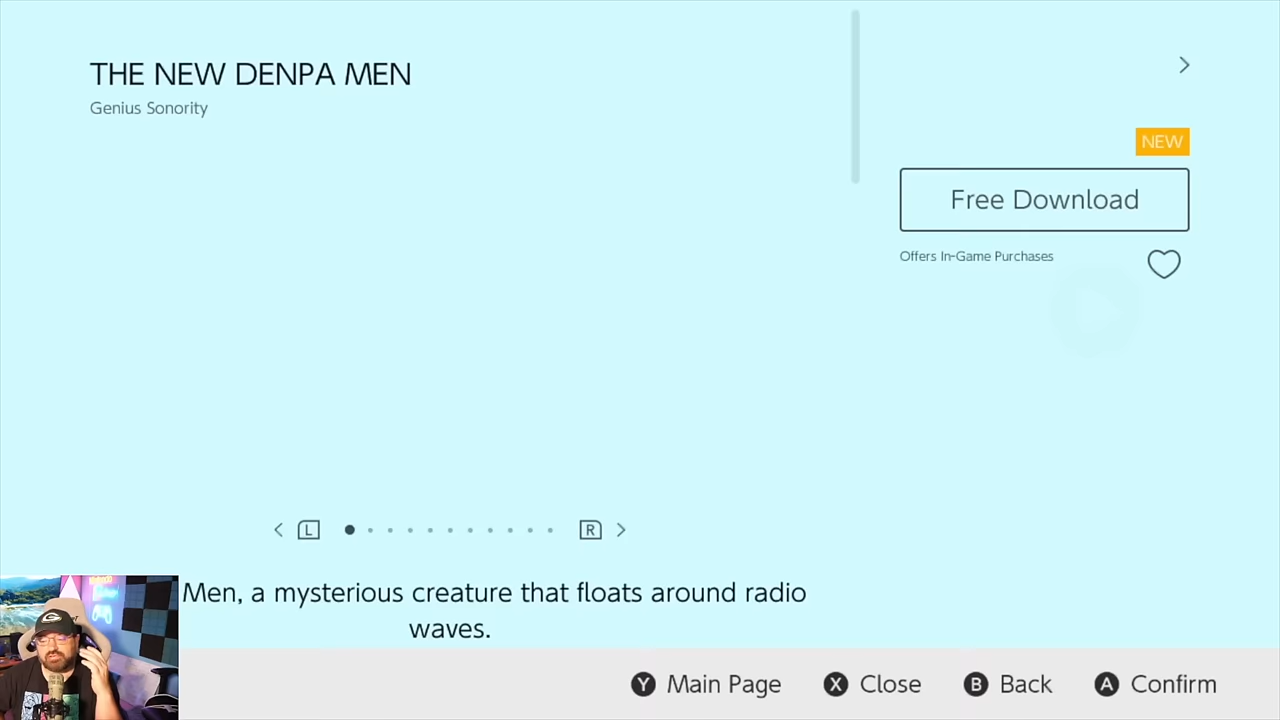 THE NEW DENPA MEN
Genius Sonority
NEW
Free Download
Offers In-Game Purchases
L
R
Men, a mysterious creature that floats around radio
waves.
Y Main Page X Close B Back A Confirm
G